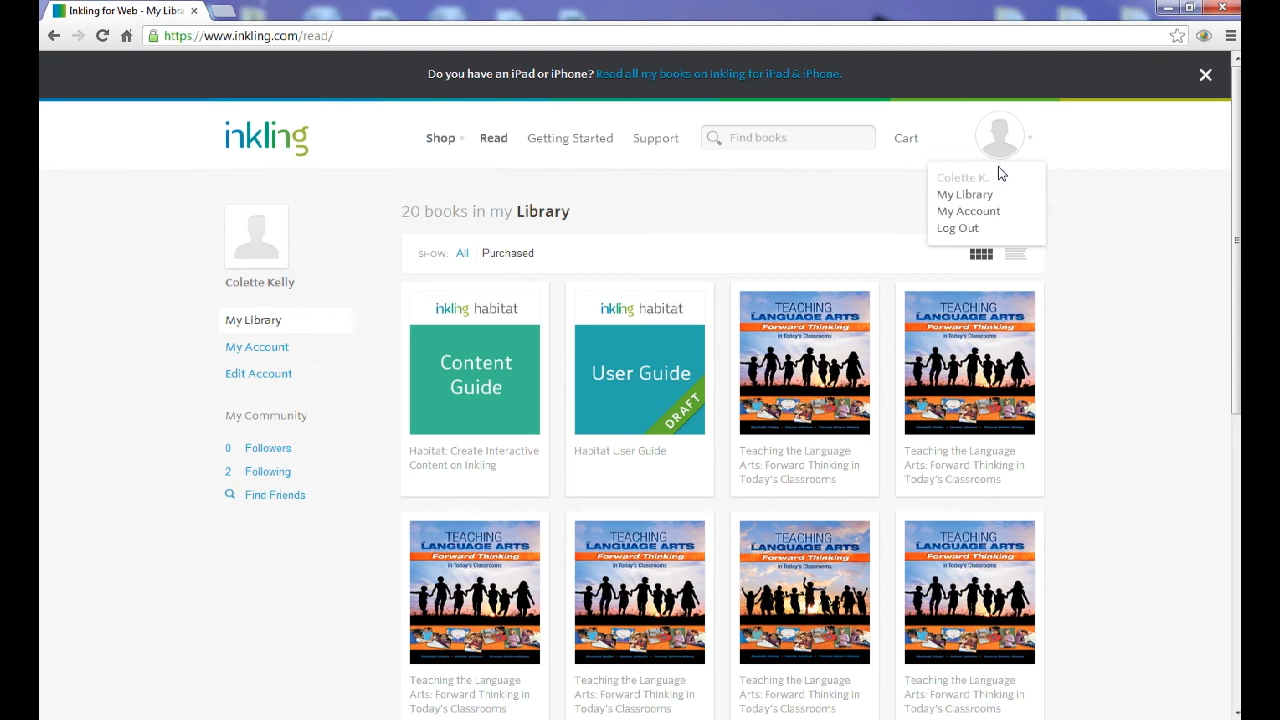 Inkling for Web - My Libra
https://www.inkling.com/read/
Do you have an iPad or iPhone? Read all my books on Inkling for iPad & iPhone.
inkling
Shop
Read
Getting Started
Support
Find books
Cart
Colette K.
My Library
My Account
Log Out
20 books in my Library
SHOW: All Purchased
Colette Kelly
My Library
My Account
Edit Account
My Community
0 Followers
2 Following
Find Friends
inkling habitat
Content
Guide
Habitat: Create Interactive
Content on Inkling
inkling habitat
User Guide
DRAFT
Habitat User Guide
TEACHING
LANGUAGE ARTS
Forward Thinking
in Today's Classrooms
Teaching the Language
Arts: Forward Thinking in
Today's Classrooms
TEACHING
LANGUAGE ARTS
Forward Thinking
in Today's Classrooms
Teaching the Language
Arts: Forward Thinking in
Today's Classrooms
TEACHING
LANGUAGE ARTS
Forward Thinking
in Today's Classrooms
Teaching the Language
Arts: Forward Thinking in
Today's Classrooms
TEACHING
LANGUAGE ARTS
Forward Thinking
in Today's Classrooms
Teaching the Language
Arts: Forward Thinking in
Today's Classrooms
TEACHING
LANGUAGE ARTS
Forward Thinking
in Today's Classrooms
Teaching the Language
Arts: Forward Thinking in
Today's Classrooms
TEACHING
LANGUAGE ARTS
Forward Thinking
in Today's Classrooms
Teaching the Language
Arts: Forward Thinking in
Today's Classrooms